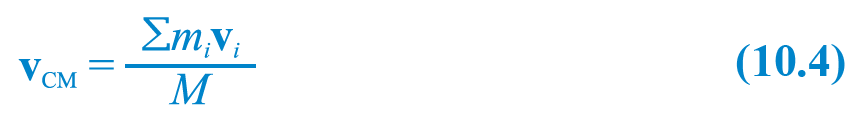 v_CM = Σm_i v_i / M (10.4)